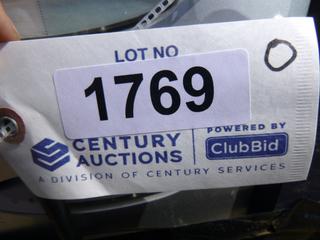 LOT NO
1769
CENTURY AUCTIONS
POWERED BY
ClubBid
A DIVISION OF CENTURY SERVICES